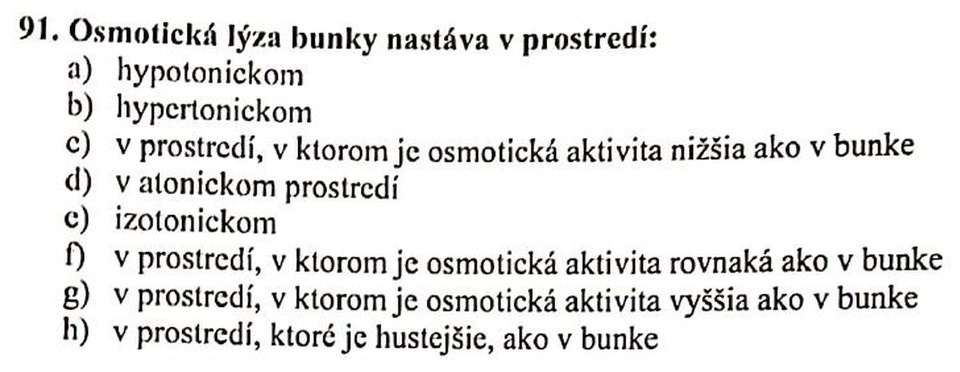 91. Osmotická lýza bunky nastáva v prostredí:
a) hypotonickom
b) hypertonickom
c) v prostredí, v ktorom je osmotická aktivita nižšia ako v bunke
d) v atonickom prostredí
e) izotonickom
f) v prostredí, v ktorom je osmotická aktivita rovnaká ako v bunke
g) v prostredí, v ktorom je osmotická aktivita vyššia ako v bunke
h) v prostredí, ktoré je hustejšie, ako v bunke